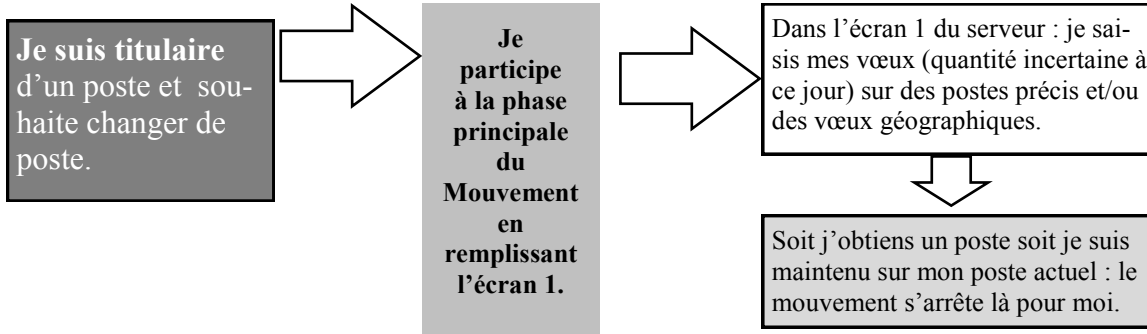 Je suis titulaire
d'un poste et sou-
haite changer de
poste.
Je
participe
à la phase
principale
du
Mouvement
en
remplissant
l'écran 1.
Dans l'écran 1 du serveur : je sai-
sis mes vœux (quantité incertaine à
ce jour) sur des postes précis et/ou
des vœux géographiques.
Soit j'obtiens un poste soit je suis
maintenu sur mon poste actuel : le
mouvement s'arrête là pour moi.